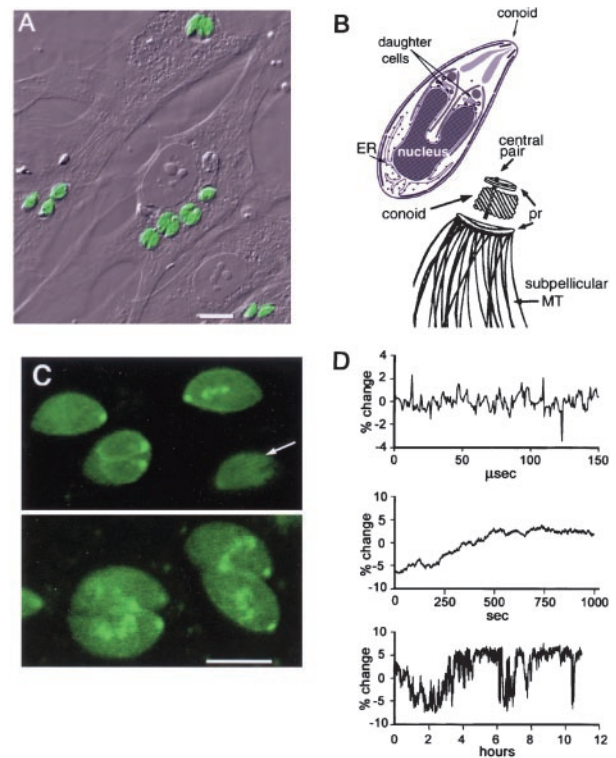 A
B
conoid
daughter
cells
ER
nucleus
central
pair
conoid
pr
subpellicular
MT
C
D
% change
4
2
0
-2
-4
0 50 100 150
μsec
% change
10
5
0
-5
-10
0 250 500 750 1000
sec
% change
10
5
0
-5
-10
0 2 4 6 8 10 12
hours